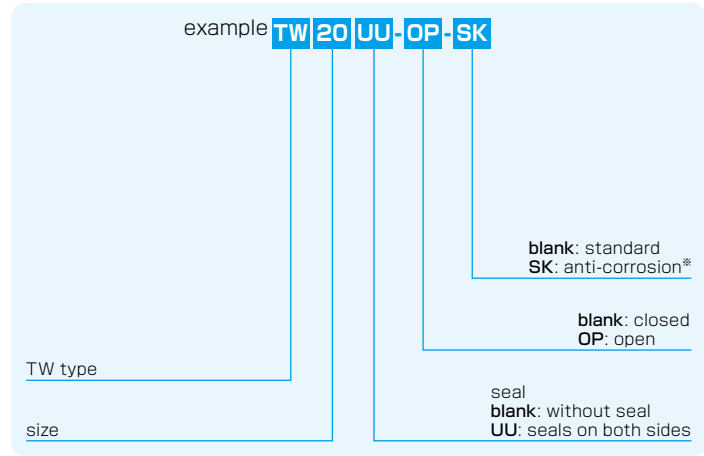 example TW 20 UU - OP - SK
blank: standard
SK: anti-corrosion※
blank: closed
OP: open
TW type
seal
blank: without seal
UU: seals on both sides
size